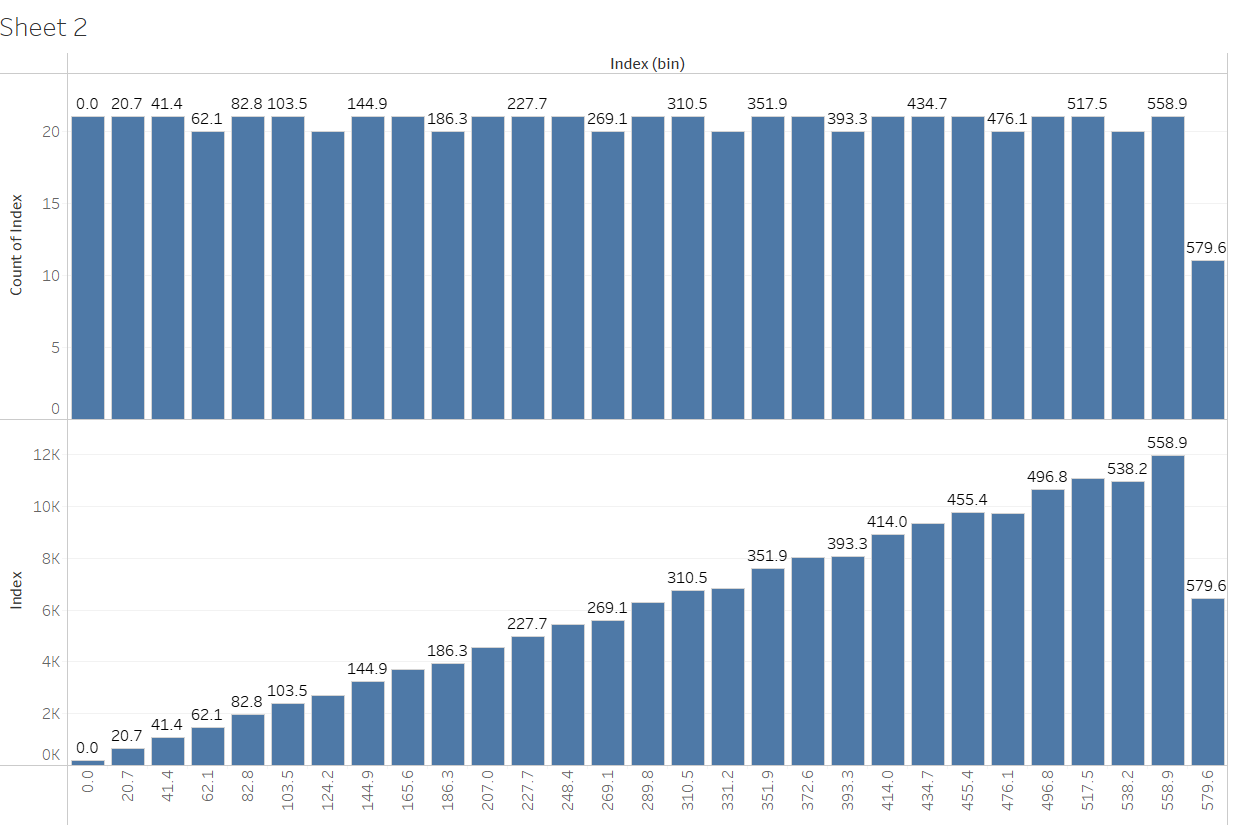 Sheet 2
Index (bin)
0.0 20.7 41.4 62.1 82.8 103.5 144.9 186.3 227.7 269.1 310.5 351.9 393.3 434.7 476.1 517.5 558.9 579.6
Count of Index
20
15
10
5
0
0.0 20.7 41.4 62.1 82.8 103.5 144.9 186.3 227.7 269.1 310.5 351.9 393.3 414.0 455.4 496.8 538.2 558.9 579.6
Index
12K
10K
8K
6K
4K
2K
0K
0.0 20.7 41.4 62.1 82.8 103.5 124.2 144.9 165.6 186.3 207.0 227.7 248.4 269.1 289.8 310.5 331.2 351.9 372.6 393.3 414.0 434.7 455.4 476.1 496.8 517.5 538.2 558.9 579.6